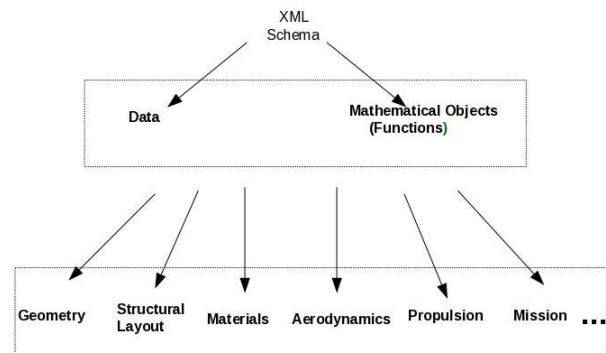 XML
Schema
Data
Mathematical Objects
(Functions)
Geometry
Structural
Layout
Materials
Aerodynamics
Propulsion
Mission
...